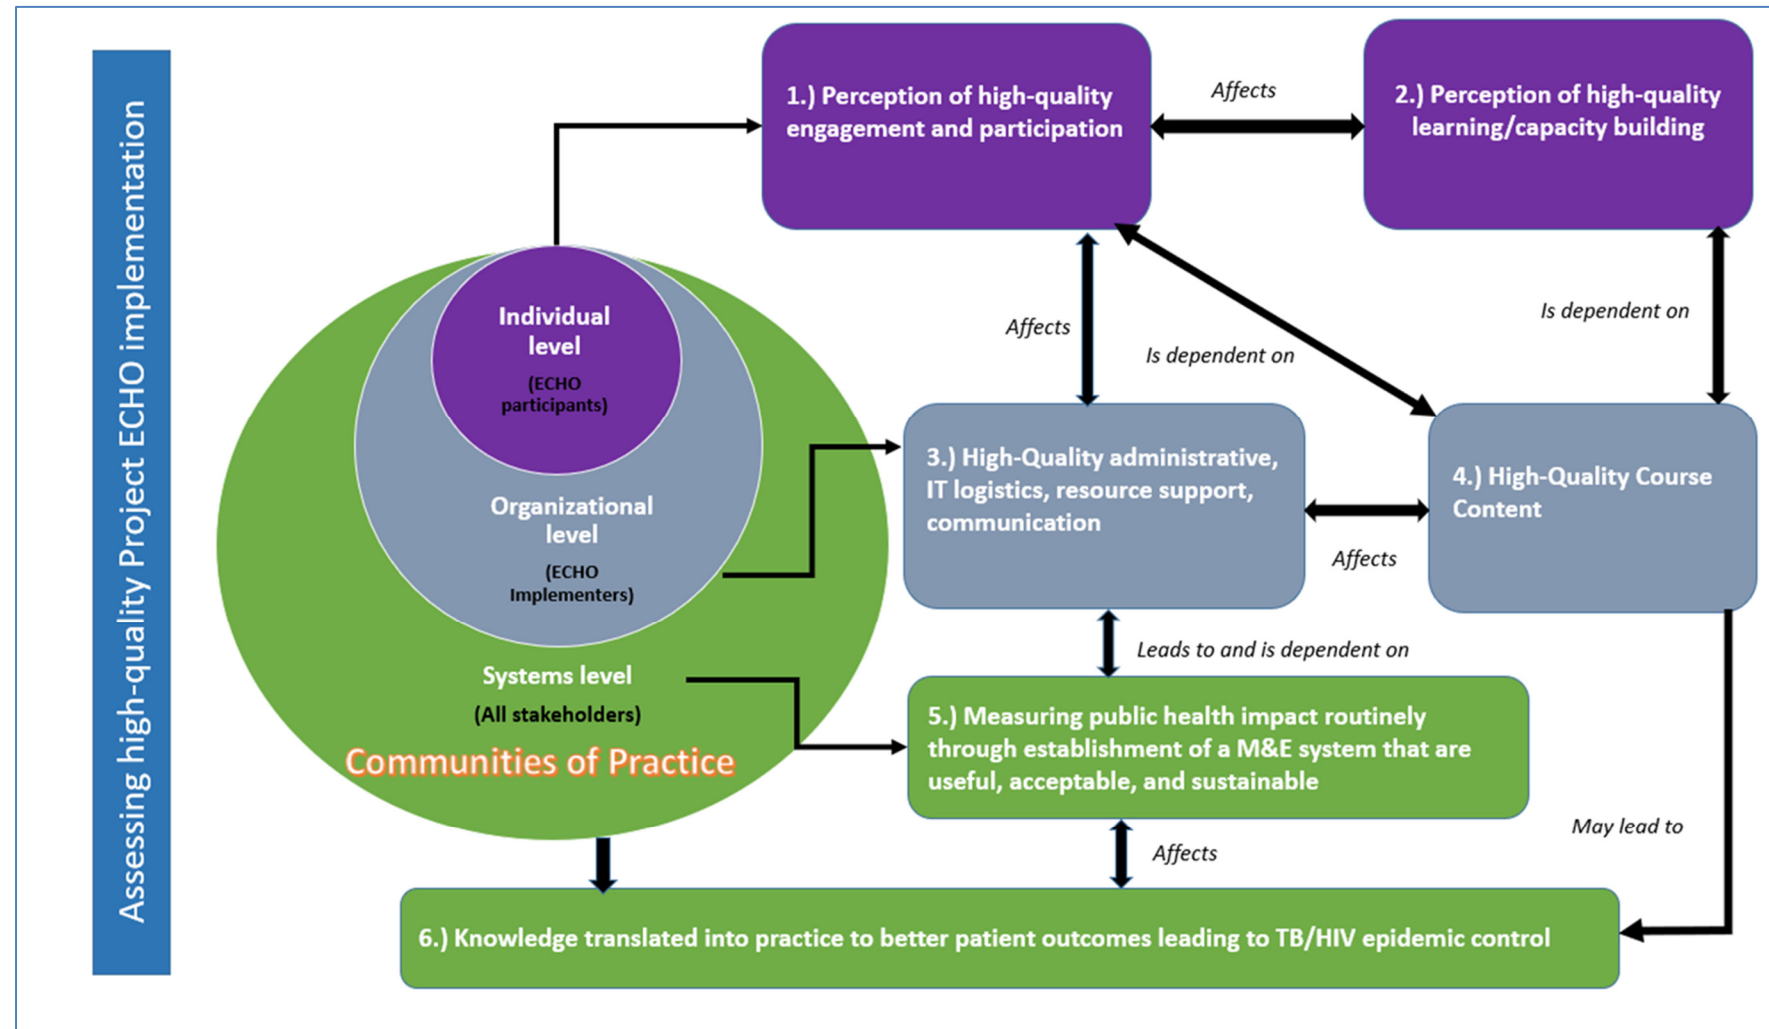 Assessing high-quality Project ECHO implementation
1.) Perception of high-quality
engagement and participation
Affects
2.) Perception of high-quality
learning/capacity building
Individual
level
(ECHO
participants)
Affects
Is dependent on
Is dependent on
Organizational
level
(ECHO
Implementers)
3.) High-Quality administrative,
IT logistics, resource support,
communication
Affects
4.) High-Quality Course
Content
Leads to and is dependent on
Systems level
(All stakeholders)
Communities of Practice
5.) Measuring public health impact routinely
through establishment of a M&E system that are
useful, acceptable, and sustainable
May lead to
Affects
6.) Knowledge translated into practice to better patient outcomes leading to TB/HIV epidemic control